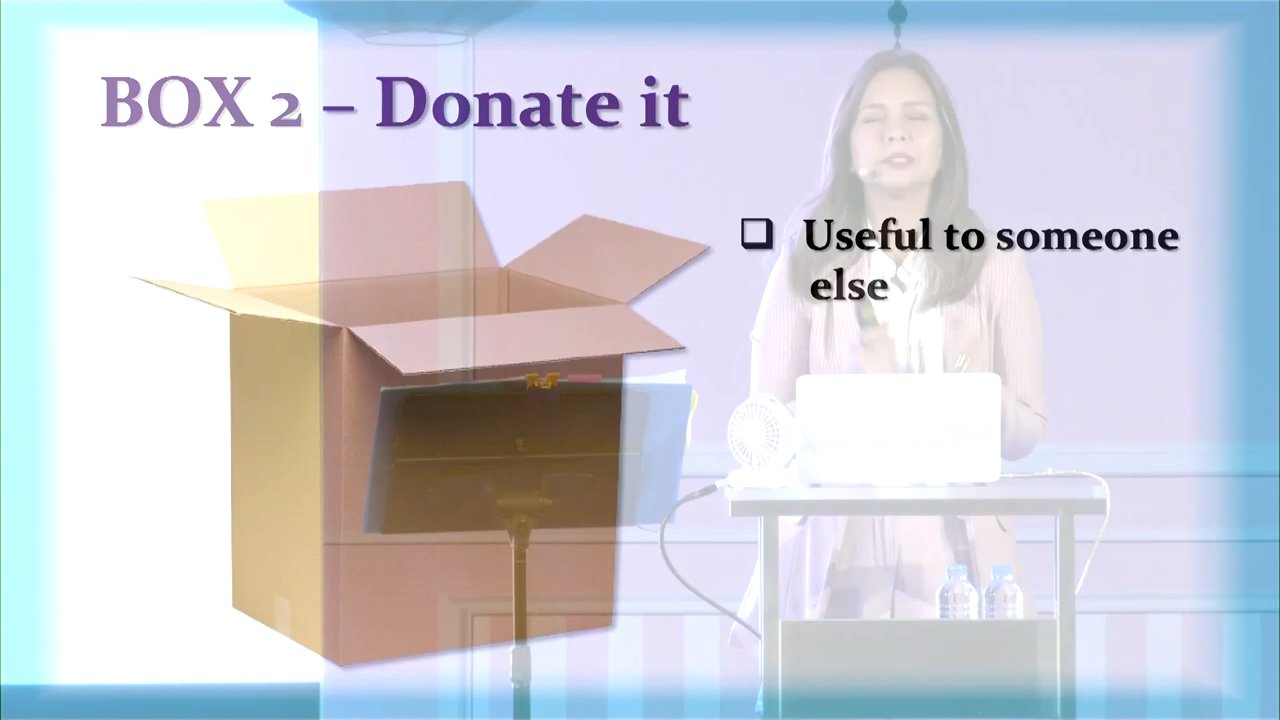 BOX 2 – Donate it
❑ Useful to someone
else